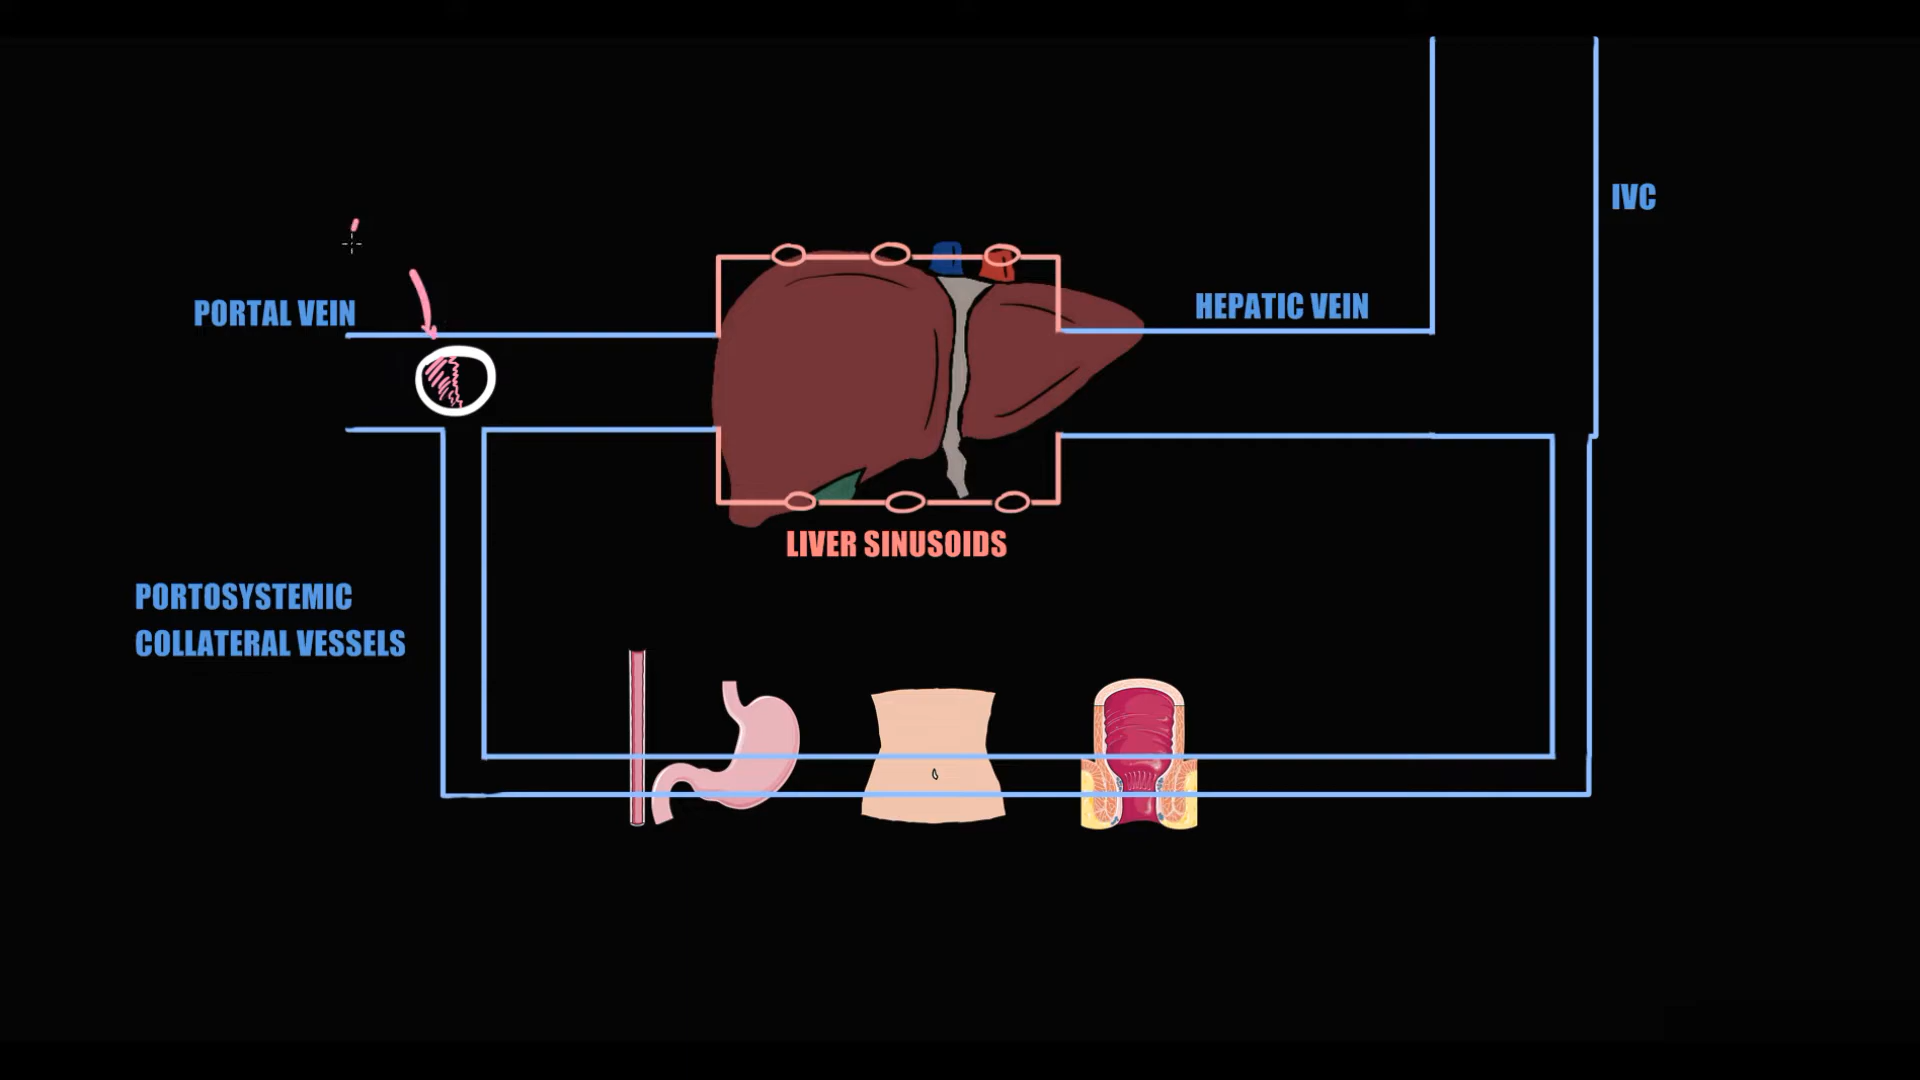 IVC
HEPATIC VEIN
PORTAL VEIN
LIVER SINUSOIDS
PORTOSYSTEMIC
COLLATERAL VESSELS